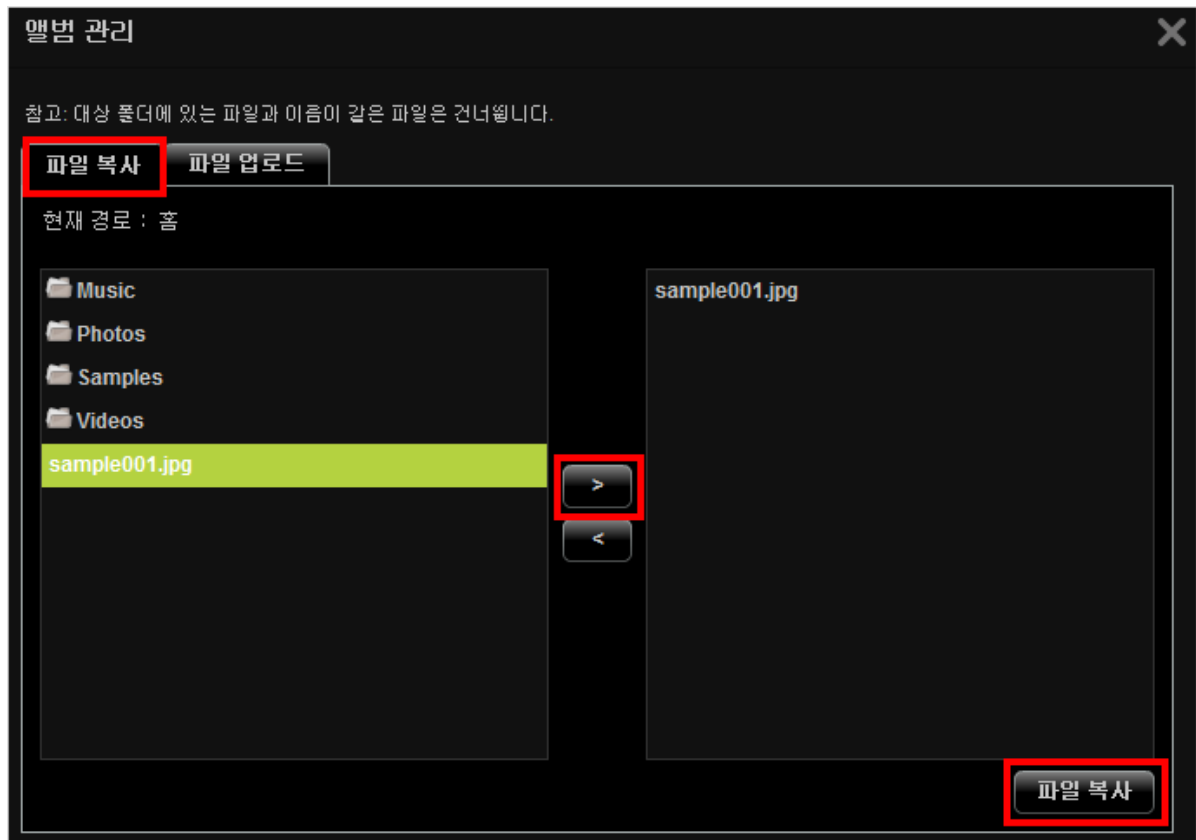 앨범 관리
참고: 대상 폴더에 있는 파일과 이름이 같은 파일은 건너뜁니다.
파일 복사 파일 업로드
현재 경로 : 홈
Music
Photos
Samples
Videos
sample001.jpg
sample001.jpg
>
<
파일 복사